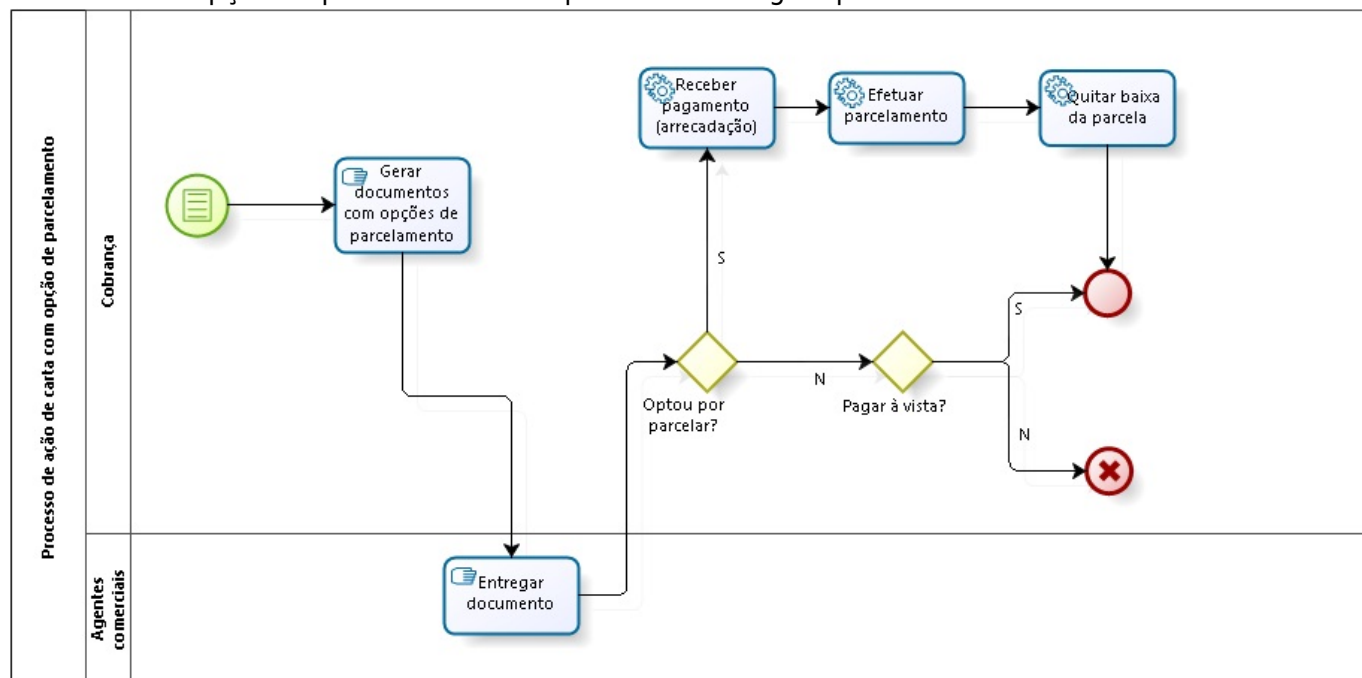 Processo de ação de carta com opção de parcelamento
Cobrança
Gerar
documentos
com opções de
parcelamento
Receber
pagamento
(arrecadação)
Efetuar
parcelamento
Quitar baixa
da parcela
S
N
Optou por
parcelar?
Pagar à vista?
S
N
Agentes
comerciais
Entregar
documento